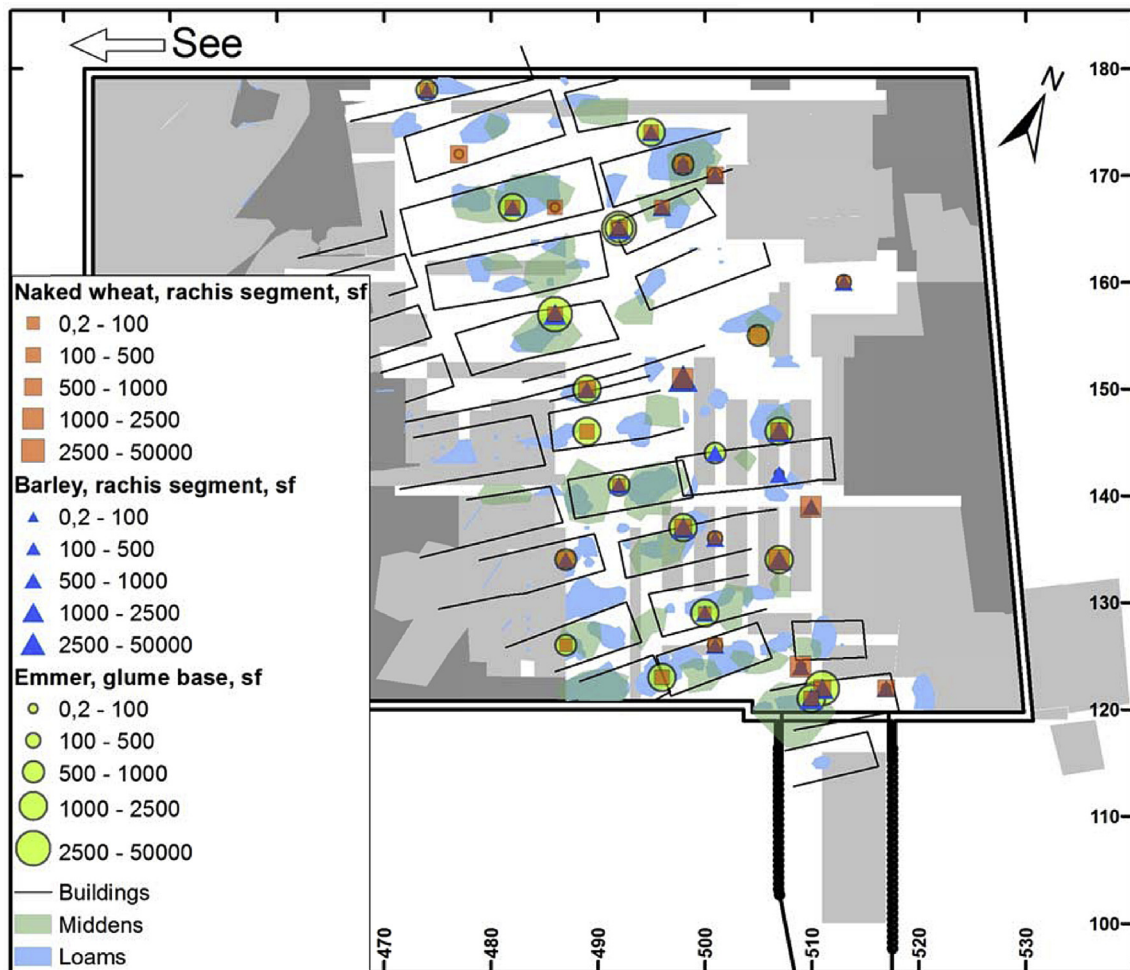 See
N
180
170
160
150
140
130
120
110
100
Naked wheat, rachis segment, sf
0,2 - 100
100 - 500
500 - 1000
1000 - 2500
2500 - 50000
Barley, rachis segment, sf
0,2 - 100
100 - 500
500 - 1000
1000 - 2500
2500 - 50000
Emmer, glume base, sf
0,2 - 100
100 - 500
500 - 1000
1000 - 2500
2500 - 50000
Buildings
Middens
Loams
470
480
490
500
510
520
530